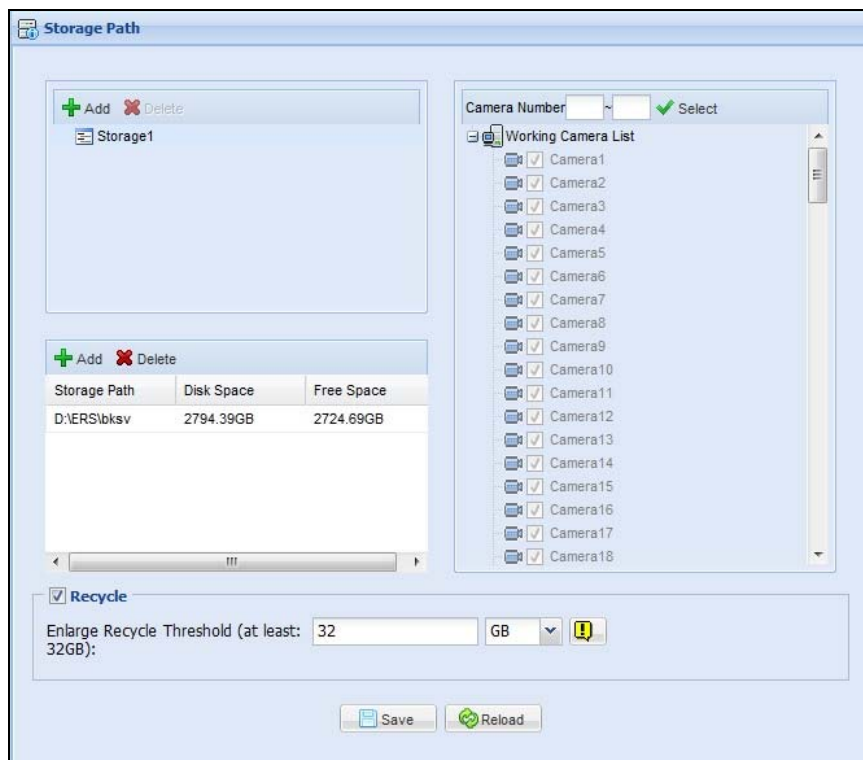 Storage Path
Add Delete
Storage1
Camera Number ~ Select
Working Camera List
Camera1
Camera2
Camera3
Camera4
Camera5
Camera6
Camera7
Camera8
Camera9
Camera10
Camera11
Camera12
Camera13
Camera14
Camera15
Camera16
Camera17
Camera18
Add Delete
Storage Path Disk Space Free Space
D:\ERS\bksv 2794.39GB 2724.69GB
Recycle
Enlarge Recycle Threshold (at least: 32 GB
32GB):
Save Reload